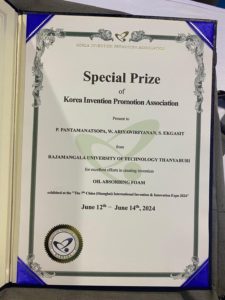 KOREA INVENTION PROMOTION ASSOCIATION
Special Prize
of
Korea Invention Promotion Association
Present to
P. PANTAMANATSOPA, W. ARIYAWIRIYANAN, S. EKGASIT
from
RAJAMANGALA UNIVERSITY OF TECHNOLOGY THANYABURI
for excellent efforts in creating invention
OIL ABSORBING FOAM
exhibited at the "The 7th China (Shanghai) International Invention & Innovation Expo 2024"
June 12th – June 14th, 2024